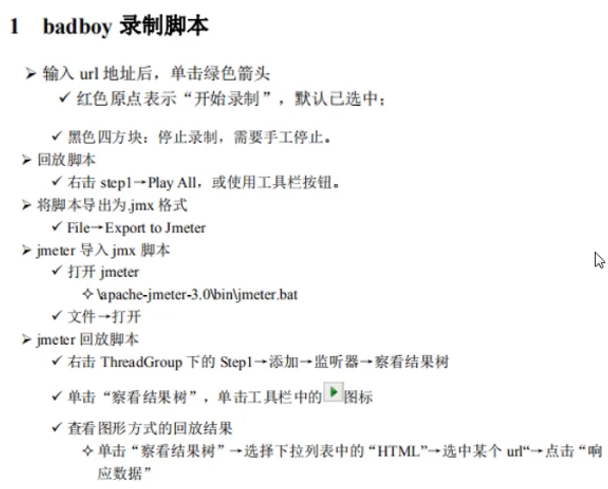 1 badboy 录制脚本
➢ 输入 url 地址后，单击绿色箭头
✓ 红色原点表示“开始录制”，默认已选中；
✓ 黑色四方块：停止录制，需要手工停止。
➢ 回放脚本
✓ 右击 step1→Play All，或使用工具栏按钮。
➢ 将脚本导出为.jmx 格式
✓ File→Export to Jmeter
➢ jmeter 导入 jmx 脚本
✓ 打开 jmeter
✧ \apache-jmeter-3.0\bin\jmeter.bat
✓ 文件→打开
➢ jmeter 回放脚本
✓ 右击 ThreadGroup 下的 Step1→添加→监听器→察看结果树
✓ 单击“察看结果树”，单击工具栏中的图标
✓ 查看图形方式的回放结果
✧ 单击“察看结果树”→选择下拉列表中的“HTML”→选中某个 url“→点击“响
应数据”